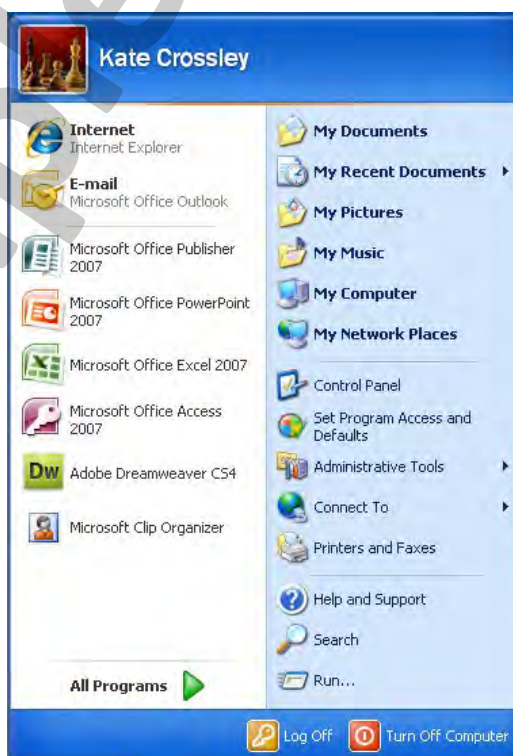 Kate Crossley
Internet
Internet Explorer
E-mail
Microsoft Office Outlook
Microsoft Office Publisher
2007
Microsoft Office PowerPoint
2007
Microsoft Office Excel 2007
Microsoft Office Access
2007
Dw
Adobe Dreamweaver CS4
Microsoft Clip Organizer
All Programs
My Documents
My Recent Documents
My Pictures
My Music
My Computer
My Network Places
Control Panel
Set Program Access and
Defaults
Administrative Tools
Connect To
Printers and Faxes
Help and Support
Search
Run...
Log Off
Turn Off Computer